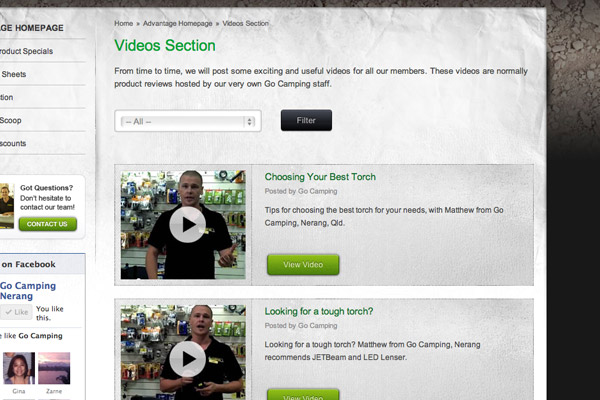 Home » Advantage Homepage » Videos Section
AGE HOMEPAGE
roduct Specials
Sheets
tion
Scoop
scounts
Got Questions?
Don't hesitate to
contact our team!
CONTACT US
on Facebook
Go Camping
Nerang
Like
You like
this.
e like Go Camping
Gina
Zarne
Videos Section
From time to time, we will post some exciting and useful videos for all our members. These videos are normally
product reviews hosted by our very own Go Camping staff.
-- All --
Filter
Choosing Your Best Torch
Posted by Go Camping
Tips for choosing the best torch for your needs, with Matthew from Go
Camping, Nerang, Qld.
View Video
Looking for a tough torch?
Posted by Go Camping
Looking for a tough torch? Matthew from Go Camping, Nerang
recommends JETBeam and LED Lenser.
View Video